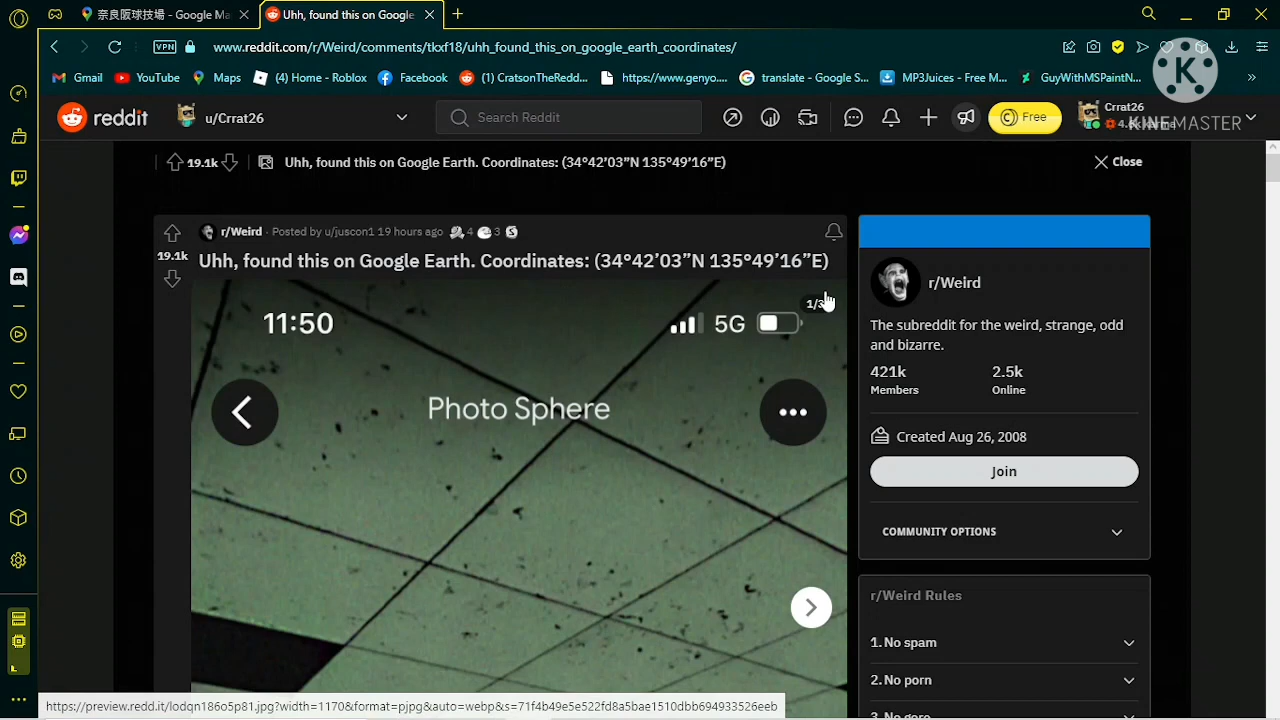 奈良阪球技場 - Google Ma
Uhh, found this on Google
VPN
www.reddit.com/r/Weird/comments/tkxf18/uhh_found_this_on_google_earth_coordinates/
Gmail YouTube Maps (4) Home - Roblox Facebook (1) CratsonTheRedd... https://www.genyo.... translate - Google S... MP3Juices - Free M... GuyWithMSPaintN...
K
KINEMASTER
reddit
u/Crrat26
Search Reddit
Free
Crrat26
19.1k
Uhh, found this on Google Earth. Coordinates: (34°42’03”N 135°49’16”E)
Close
r/Weird · Posted by u/juscon1 19 hours ago 4 3 S
19.1k
Uhh, found this on Google Earth. Coordinates: (34°42’03”N 135°49’16”E)
11:50
5G
Photo Sphere
r/Weird
The subreddit for the weird, strange, odd
and bizarre.
421k
Members
2.5k
Online
Created Aug 26, 2008
Join
COMMUNITY OPTIONS
r/Weird Rules
1. No spam
2. No porn
3. No gore
https://preview.redd.it/lodqn186o5p81.jpg?width=1170&format=pjpg&auto=webp&s=71f4b49e5e522fd8a5bae1510dbb694933526eeb